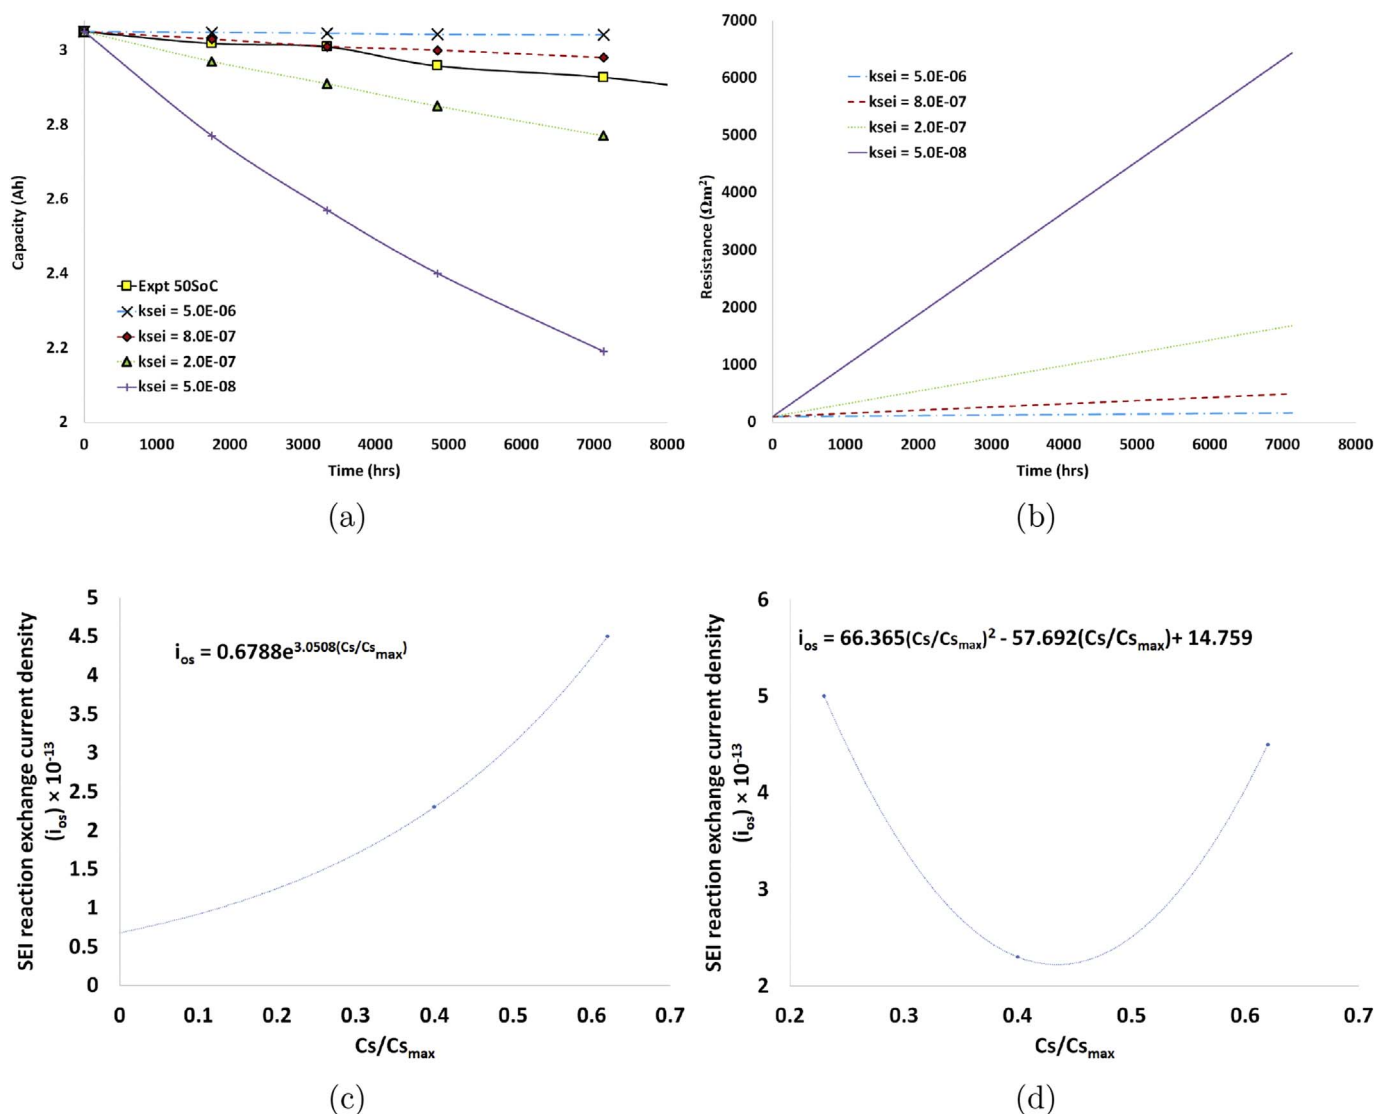 3
2.8
2.6
2.4
2.2
2
Capacity (Ah)
Expt 50SoC
ksei = 5.0E-06
ksei = 8.0E-07
ksei = 2.0E-07
ksei = 5.0E-08
0 1000 2000 3000 4000 5000 6000 7000 8000
Time (hrs)
(a)
7000
6000
5000
4000
3000
2000
1000
0
Resistance (Ωm²)
ksei = 5.0E-06
ksei = 8.0E-07
ksei = 2.0E-07
ksei = 5.0E-08
0 1000 2000 3000 4000 5000 6000 7000 8000
Time (hrs)
(b)
5
4.5
4
3.5
3
2.5
2
1.5
1
0.5
0
SEI reaction exchange current density
(i_os) × 10^-13
i_os = 0.6788e^3.0508(Cs/Cs_max)
0 0.1 0.2 0.3 0.4 0.5 0.6 0.7
Cs/Cs_max
(c)
6
5
4
3
2
SEI reaction exchange current density
(i_os) × 10^-13
i_os = 66.365(Cs/Cs_max)² - 57.692(Cs/Cs_max)+ 14.759
0.2 0.3 0.4 0.5 0.6 0.7
Cs/Cs_max
(d)